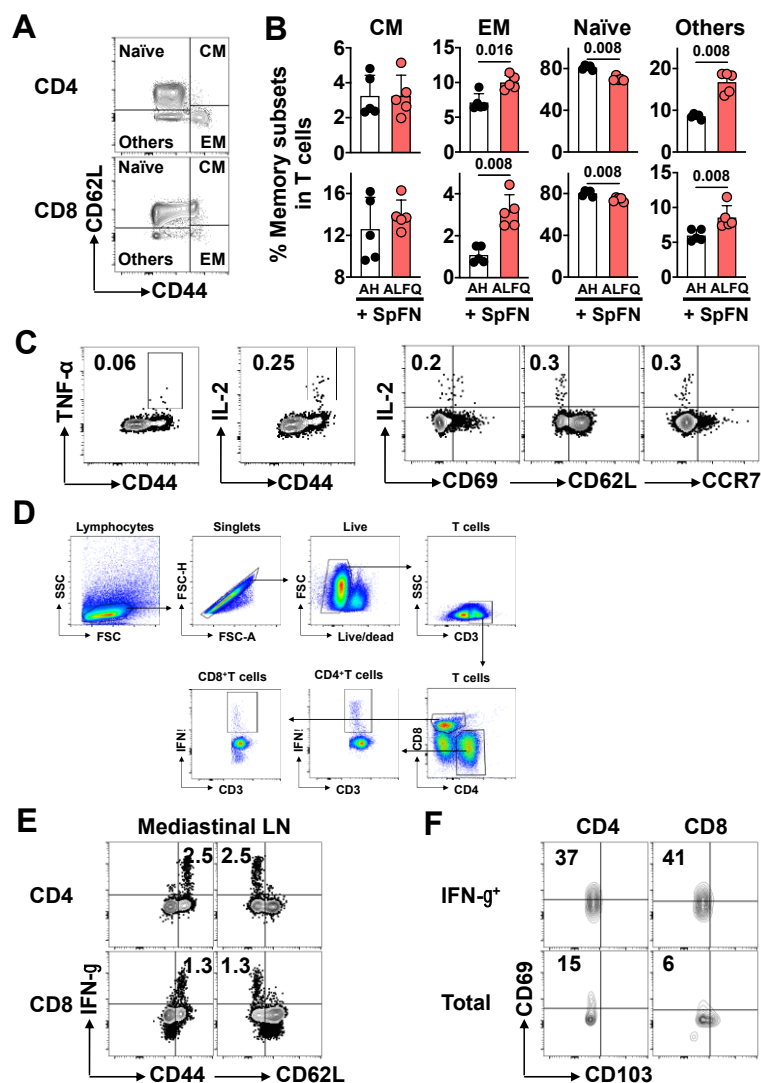 A
Naïve CM
CD4
Others EM
Naïve CM
CD8
Others EM
CD62L
CD44
B
CM EM Naïve Others
% Memory subsets
in T cells
6 4 2 0
12 8 4 0
0.016
80 40 0
0.008
20 10 0
0.008
16 14 12 10 8
6 4 2 0
0.008
80 40 0
0.008
15 10 5 0
0.008
AH ALFQ AH ALFQ AH ALFQ AH ALFQ
+ SpFN + SpFN + SpFN + SpFN
C
0.06 0.25 0.2 0.3 0.3
TNF-α IL-2 IL-2
CD44 CD44 CD69 CD62L CCR7
D
Lymphocytes Singlets Live T cells
SSC FSC-H FSC SSC
FSC FSC-A Live/dead CD3
CD8⁺T cells CD4⁺T cells T cells
IFN! IFN! CD8
CD3 CD3 CD4
E
Mediastinal LN
CD4
2.5 2.5
CD8
1.3 1.3
IFN-g
CD44 CD62L
F
CD4 CD8
IFN-g⁺
37 41
Total
15 6
CD69
CD103